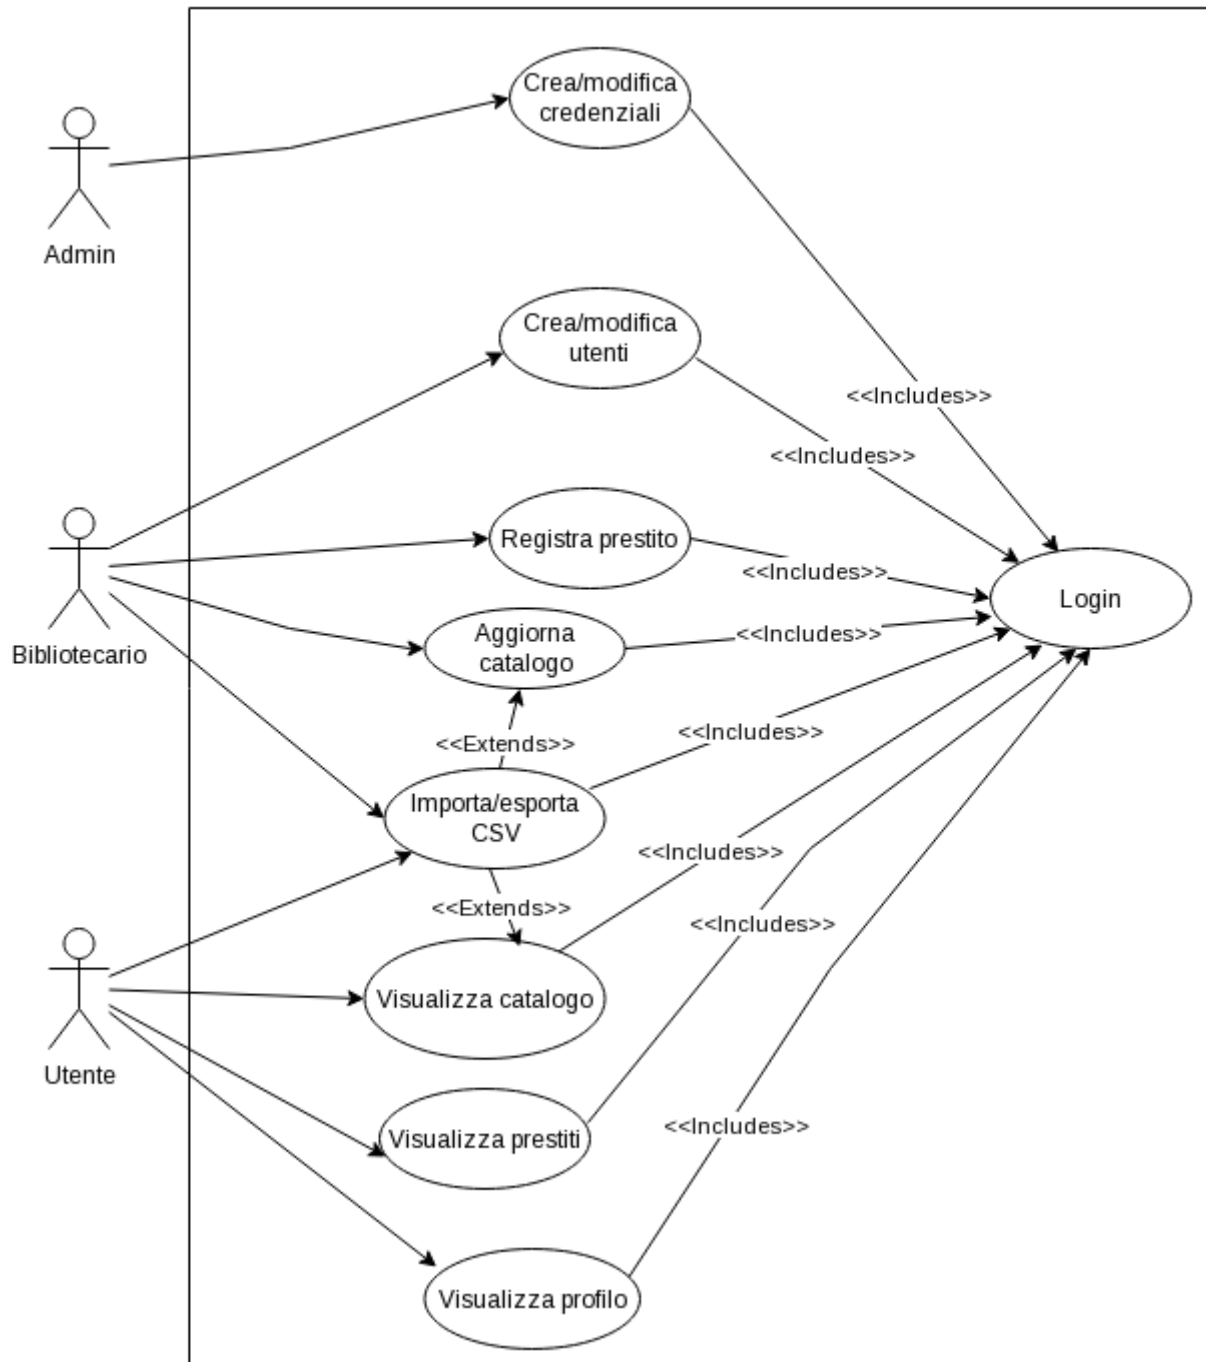 Crea/modifica
credenziali
Admin
Crea/modifica
utenti
<<Includes>>
<<Includes>>
Registra prestito
<<Includes>>
Login
Bibliotecario
Aggiorna
catalogo
<<Includes>>
<<Extends>>
<<Includes>>
Importa/esporta
CSV
<<Includes>>
<<Extends>>
<<Includes>>
Visualizza catalogo
Utente
Visualizza prestiti
<<Includes>>
Visualizza profilo